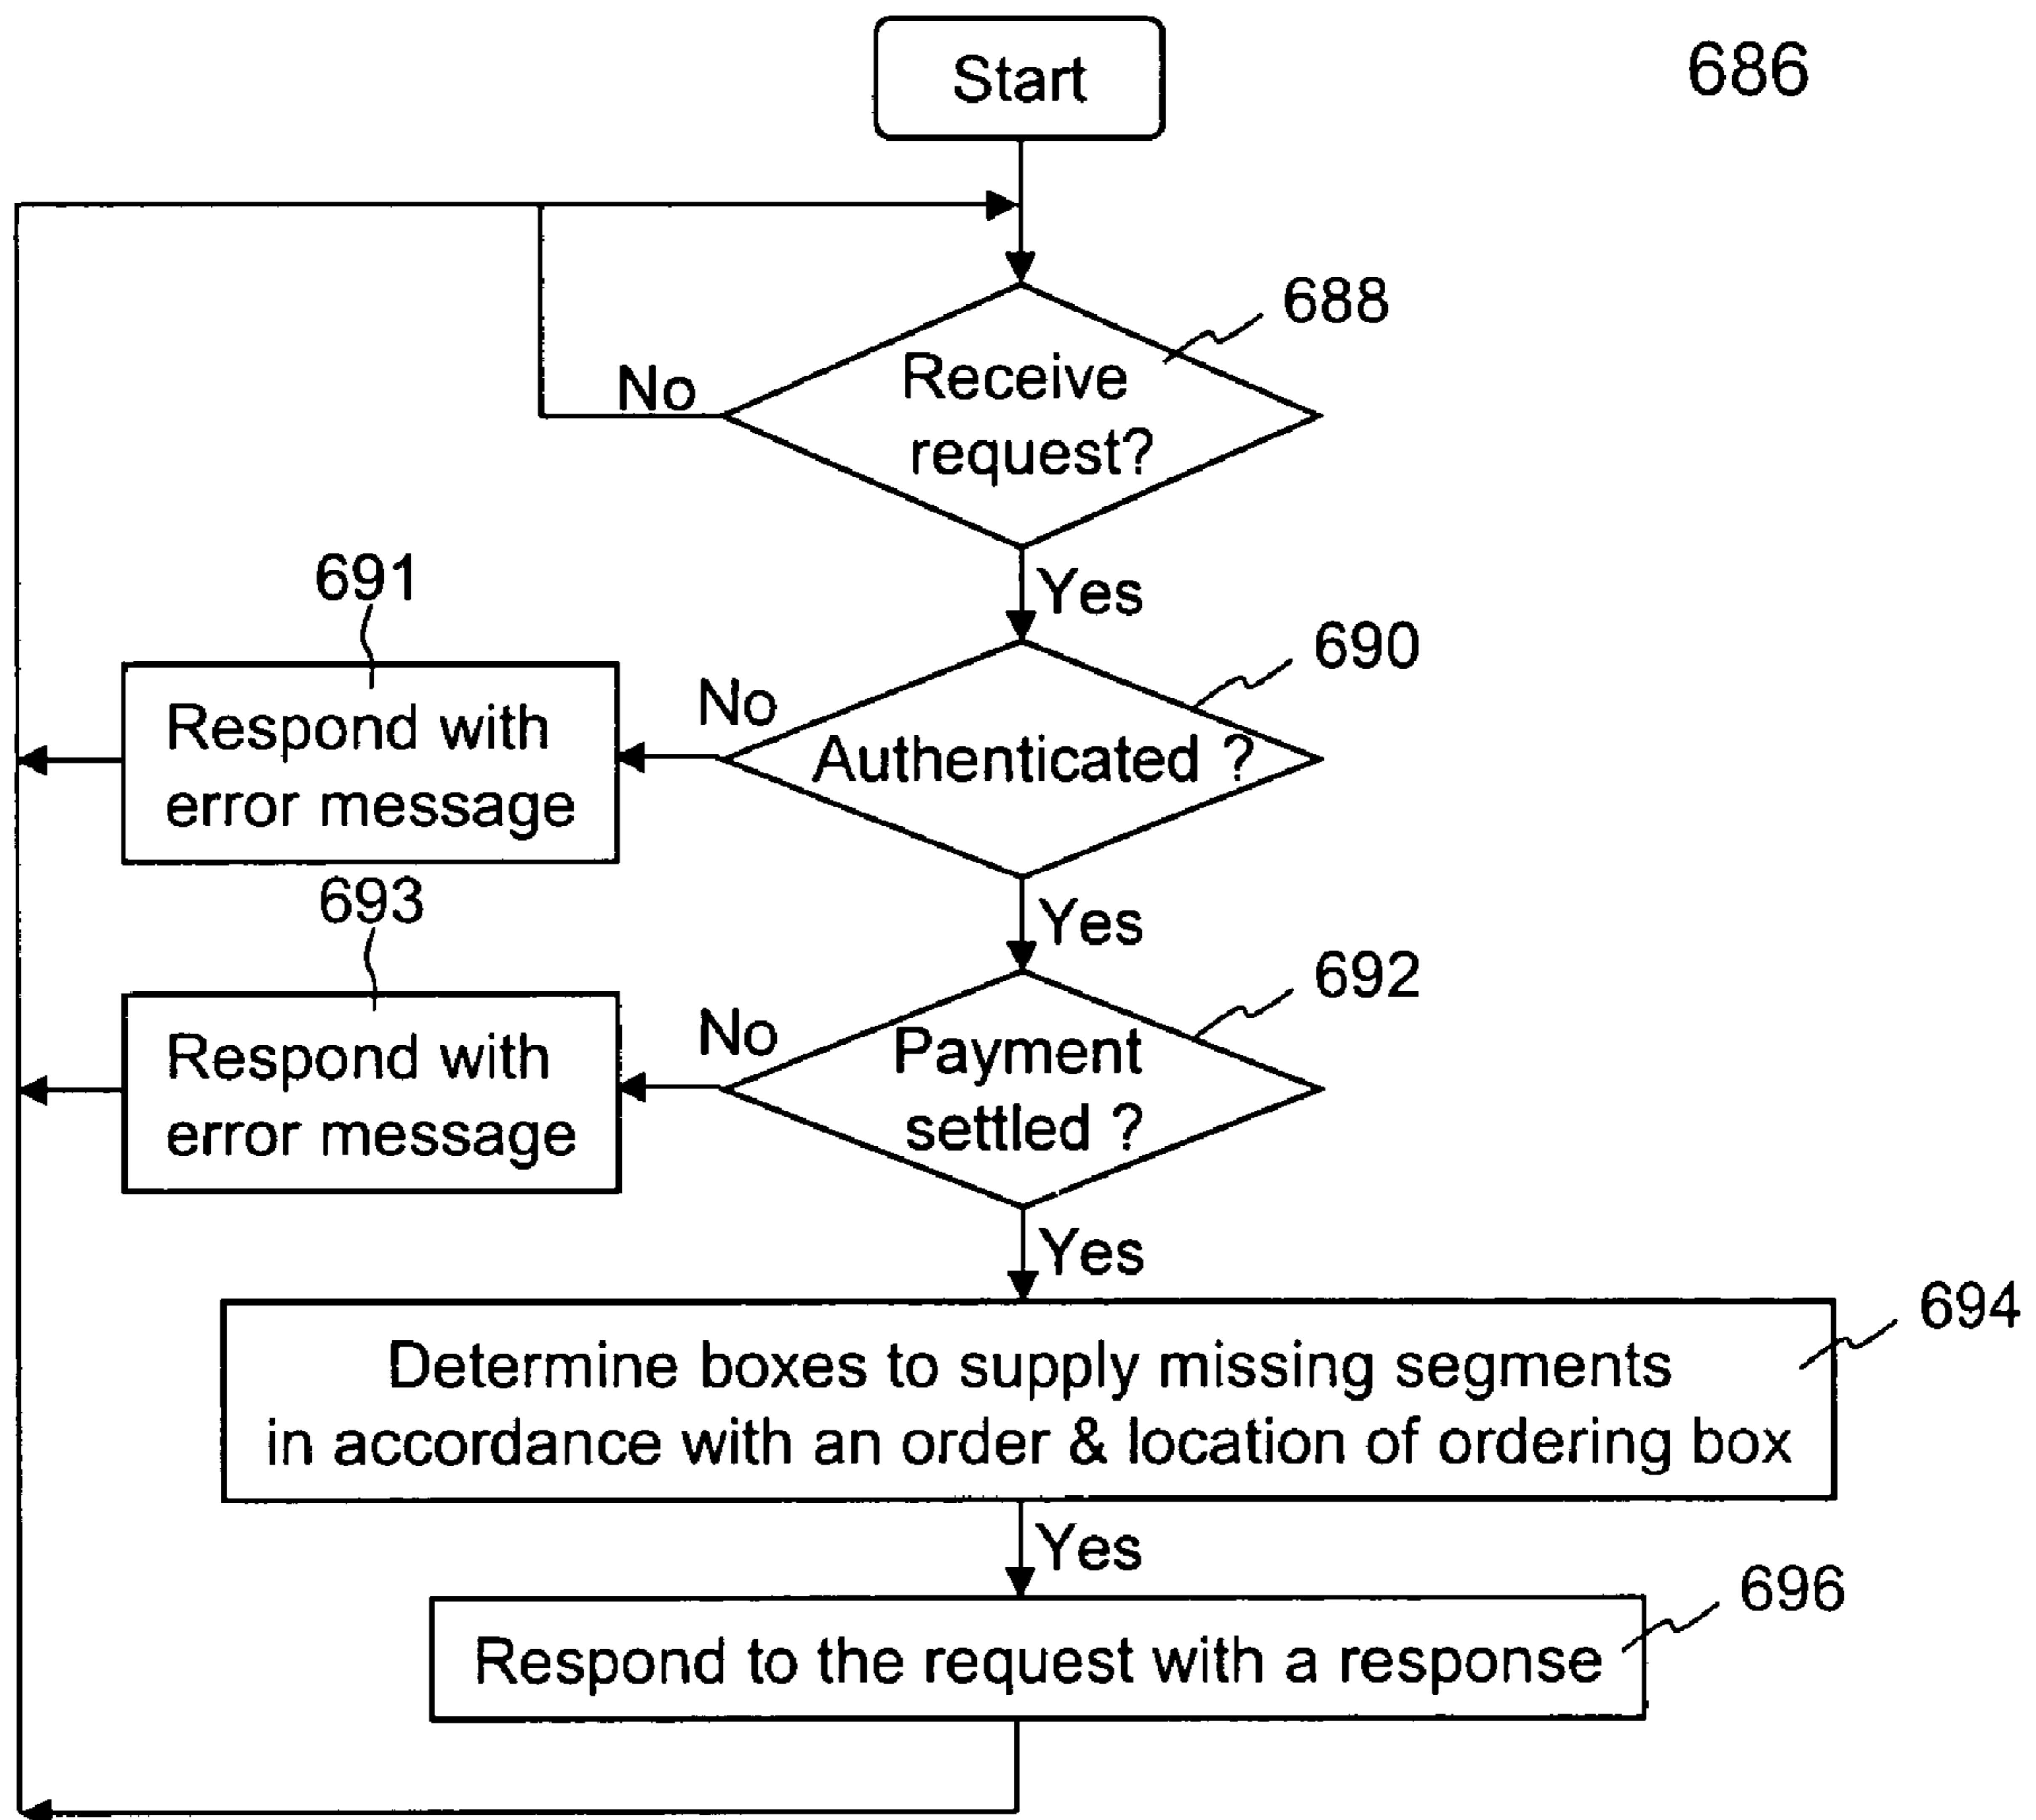 Start
686
688
Receive
request?
No
Yes
691
690
Respond with
error message
No
Authenticated ?
Yes
693
692
Respond with
error message
No
Payment
settled ?
Yes
694
Determine boxes to supply missing segments
in accordance with an order & location of ordering box
Yes
696
Respond to the request with a response